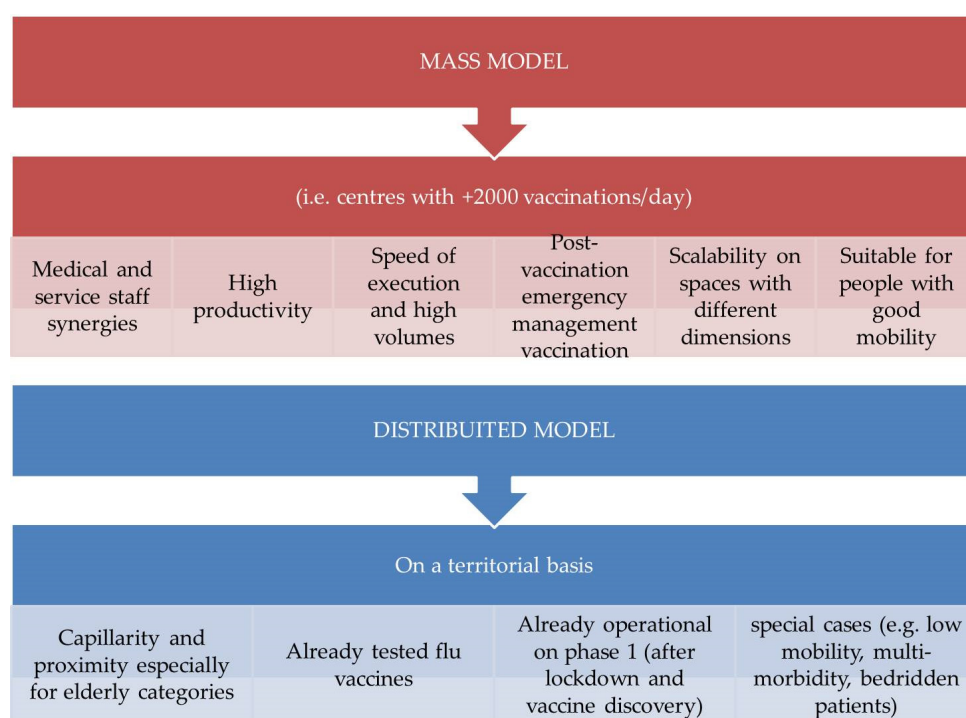 MASS MODEL
(i.e. centres with +2000 vaccinations/day)
Medical and
service staff
synergies
High
productivity
Speed of
execution
and high
volumes
Post-
vaccination
emergency
management
vaccination
Scalability on
spaces with
different
dimensions
Suitable for
people with
good
mobility
DISTRIBUITED MODEL
On a territorial basis
Capillarity and
proximity especially
for elderly categories
Already tested flu
vaccines
Already operational
on phase 1 (after
lockdown and
vaccine discovery)
special cases (e.g. low
mobility, multi-
morbidity, bedridden
patients)